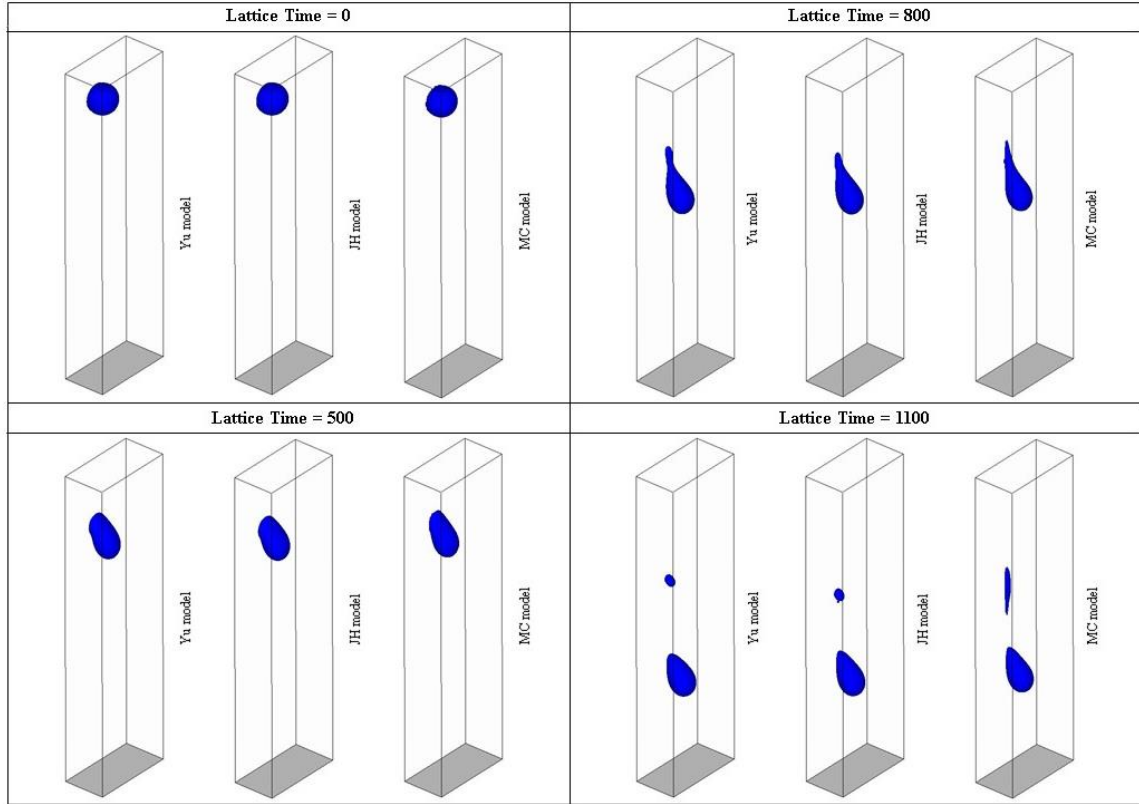 Lattice Time = 0
Yu model
JH model
MC model
Lattice Time = 800
Yu model
JH model
MC model
Lattice Time = 500
Yu model
JH model
MC model
Lattice Time = 1100
Yu model
JH model
MC model